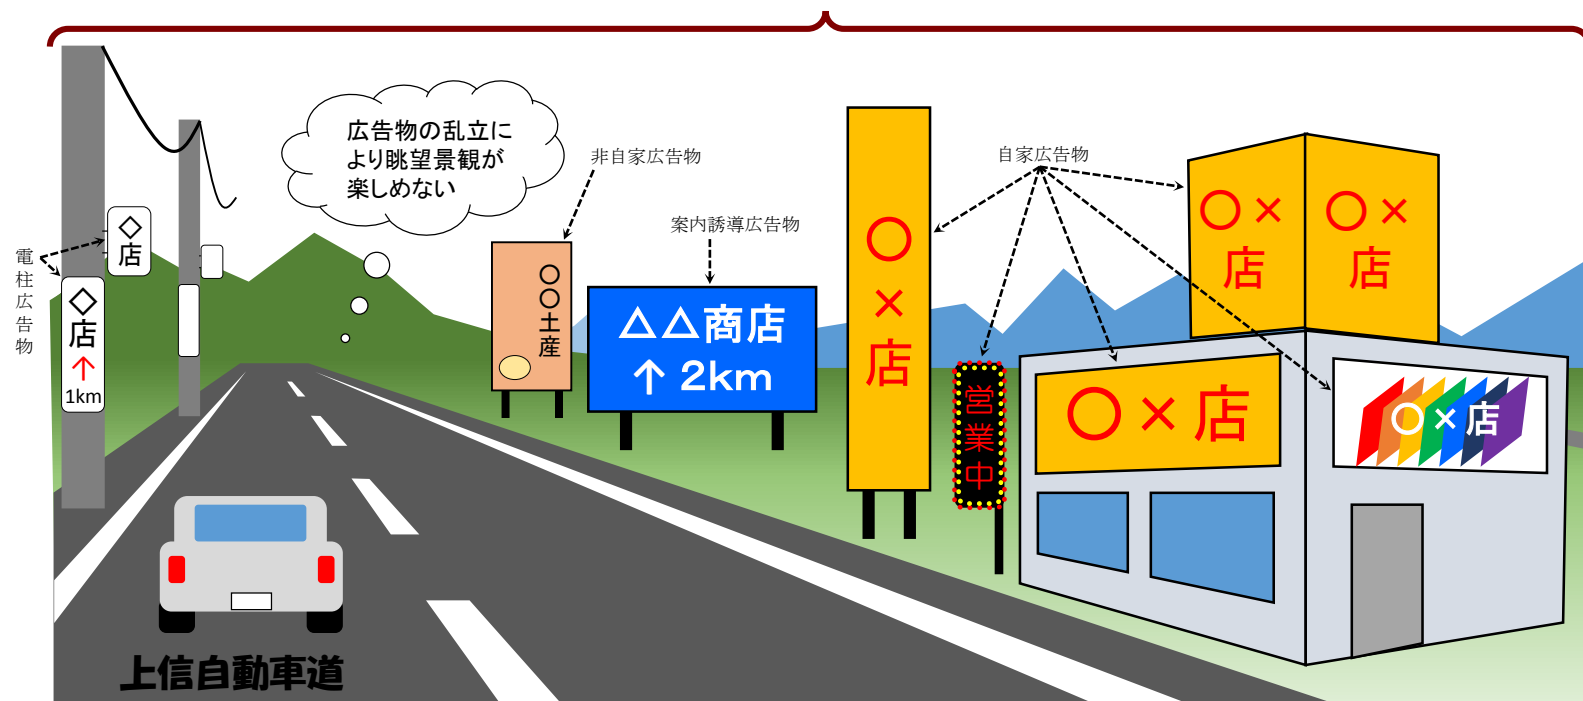 広告物の乱立に
より眺望景観が
楽しめない
非自家広告物
案内誘導広告物
自家広告物
電柱広告物
◇
店
◇
店
↑
1km
〇〇土産
△△商店
↑ 2km
〇×店
営業中
〇×
店
〇×
店
〇×店
〇×店
上信自動車道